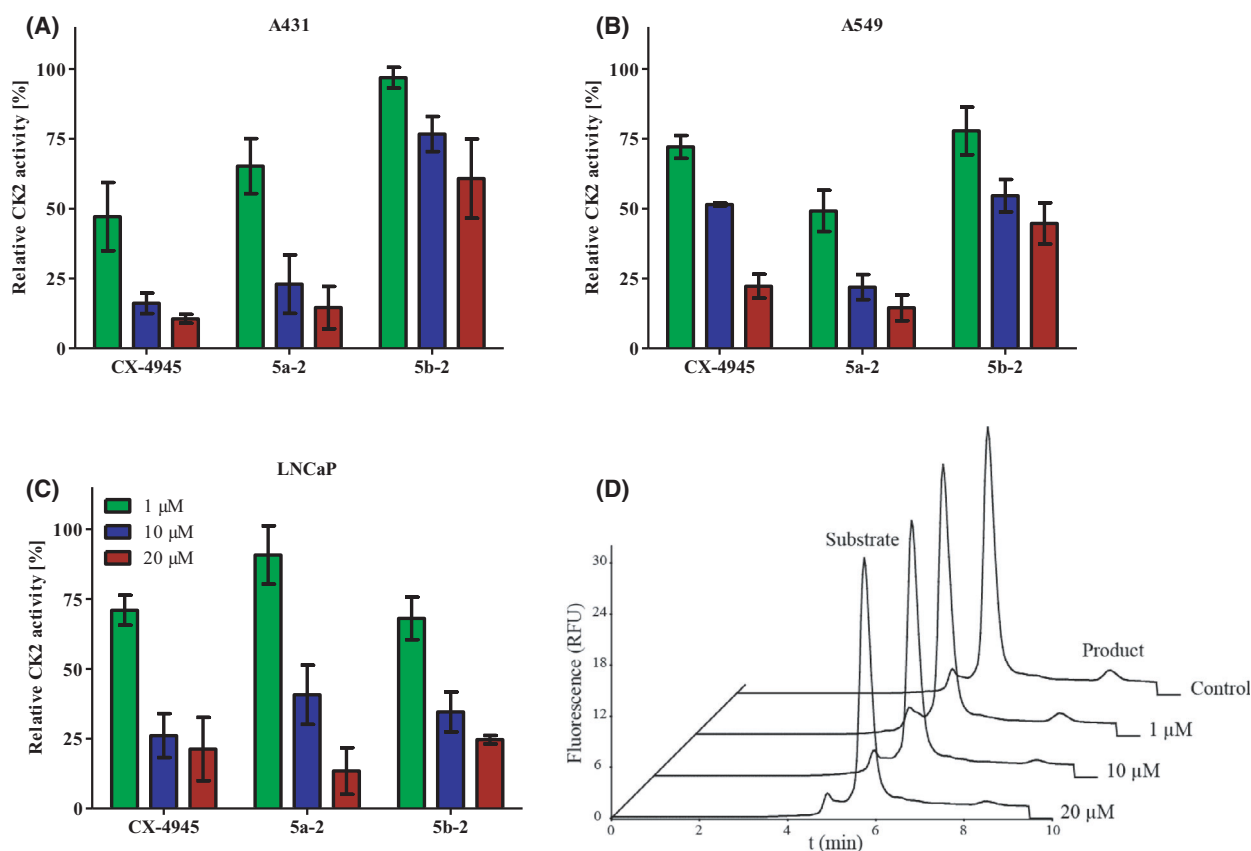 (A)
A431
Relative CK2 activity [%]
100
75
50
25
0
CX-4945
5a-2
5b-2
(B)
A549
Relative CK2 activity [%]
100
75
50
25
0
CX-4945
5a-2
5b-2
(C)
LNCaP
1 µM
10 µM
20 µM
Relative CK2 activity [%]
100
75
50
25
0
CX-4945
5a-2
5b-2
(D)
Substrate
Product
Control
1 µM
10 µM
20 µM
Fluorescence (RFU)
30
24
18
12
6
0
0
2
4
6
8
10
t (min)